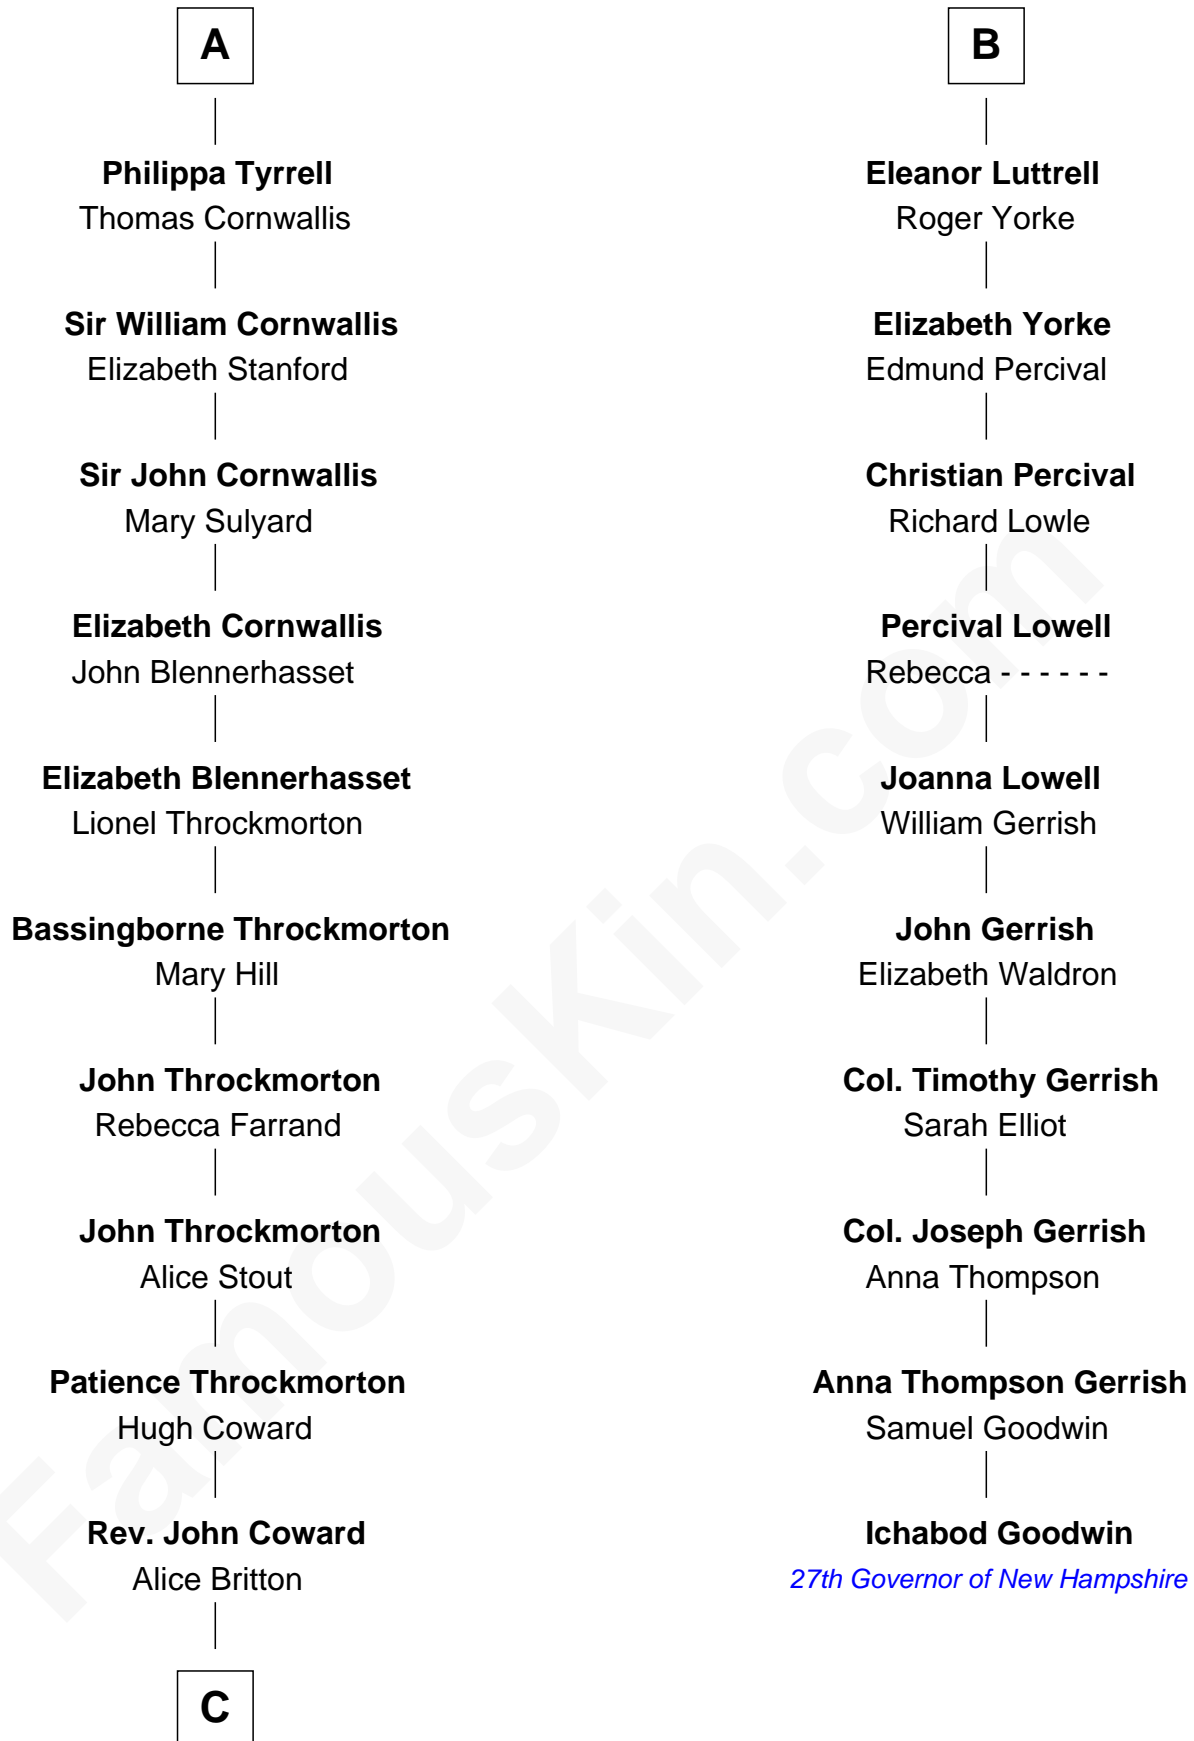 A
Philippa Tyrrell
Thomas Cornwallis
Sir William Cornwallis
Elizabeth Stanford
Sir John Cornwallis
Mary Sulyard
Elizabeth Cornwallis
John Blennerhasset
Elizabeth Blennerhasset
Lionel Throckmorton
Bassingborne Throckmorton
Mary Hill
John Throckmorton
Rebecca Farrand
John Throckmorton
Alice Stout
Patience Throckmorton
Hugh Coward
Rev. John Coward
Alice Britton
C
B
Eleanor Luttrell
Roger Yorke
Elizabeth Yorke
Edmund Percival
Christian Percival
Richard Lowle
Percival Lowell
Rebecca - - - - - -
Joanna Lowell
William Gerrish
John Gerrish
Elizabeth Waldron
Col. Timothy Gerrish
Sarah Elliot
Col. Joseph Gerrish
Anna Thompson
Anna Thompson Gerrish
Samuel Goodwin
Ichabod Goodwin
27th Governor of New Hampshire
FamousKin.com